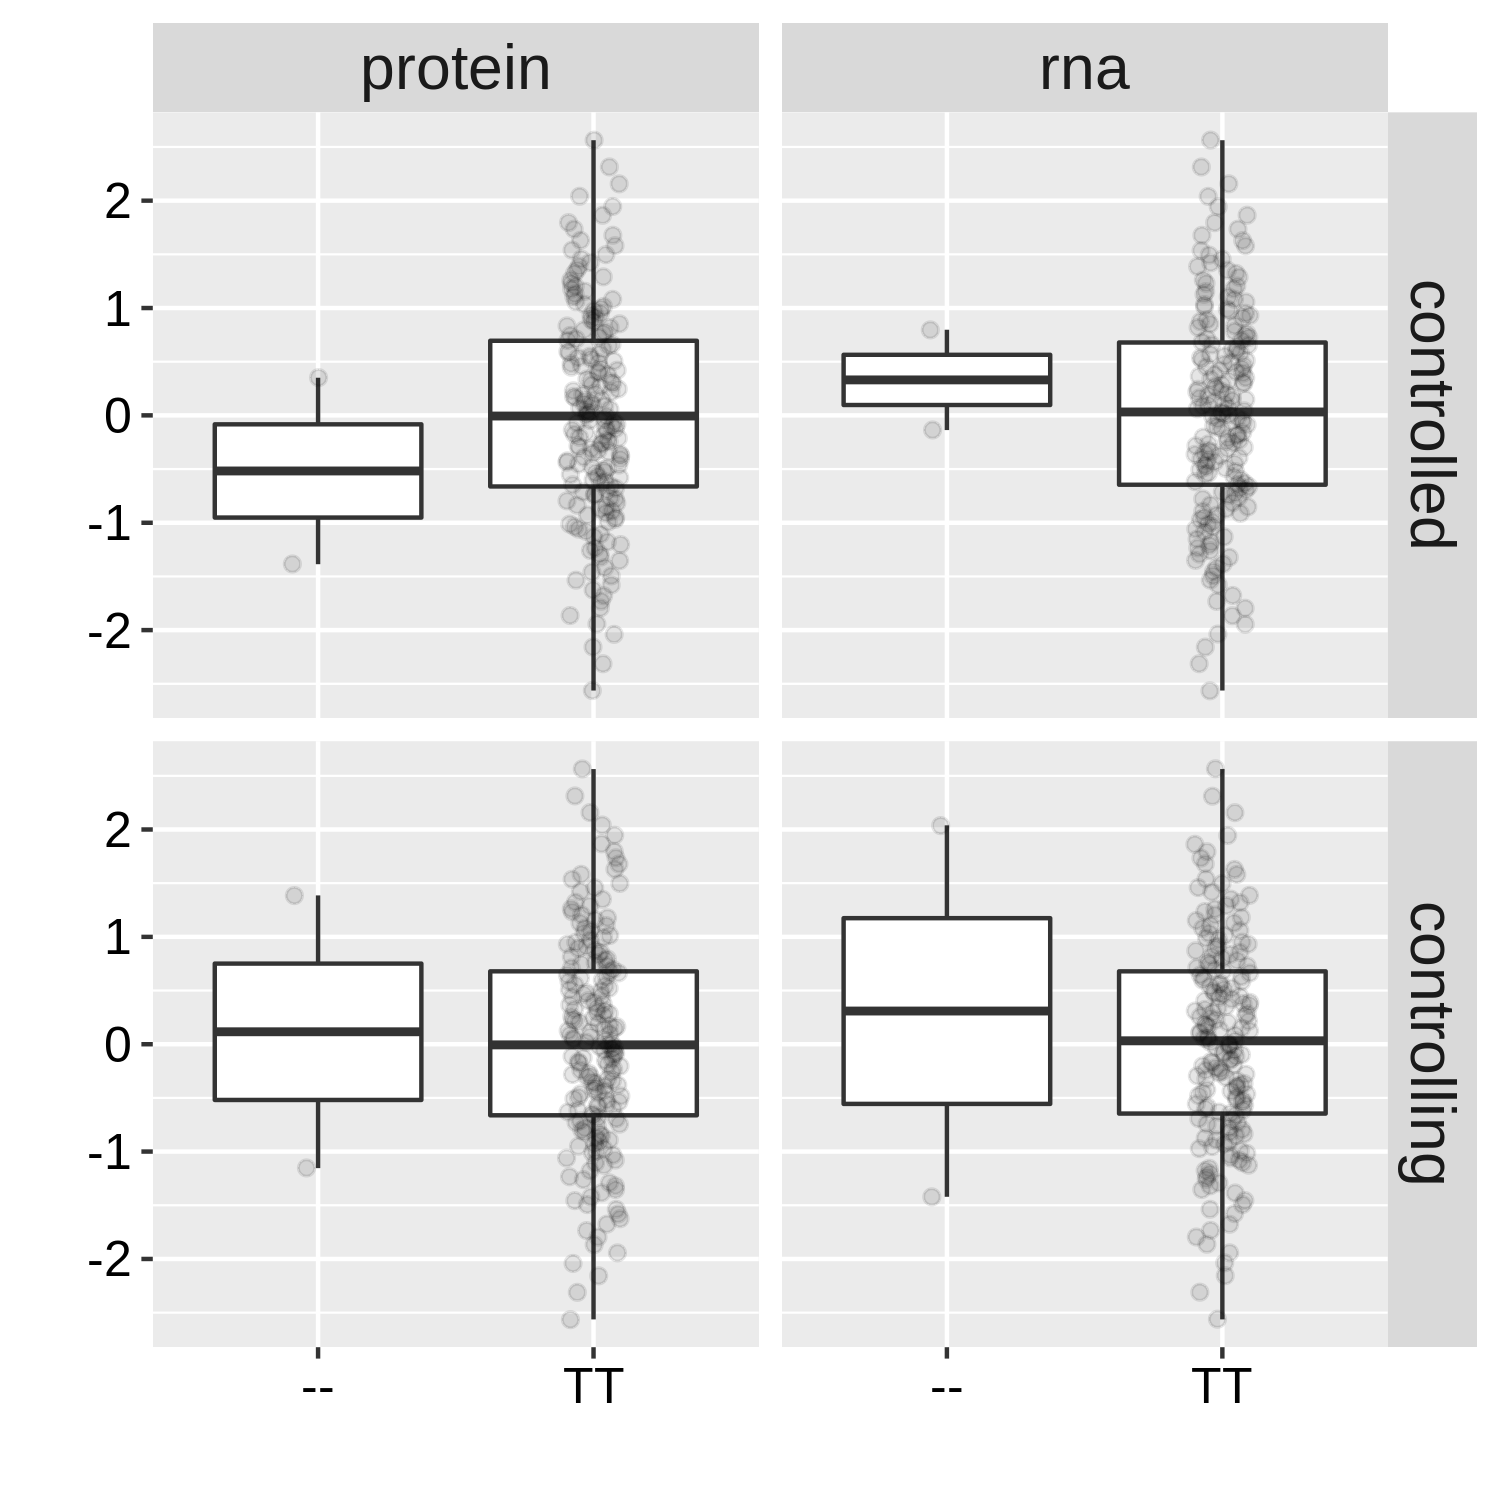 protein rna
controlled
2
1
0
-1
-2
controlling
2
1
0
-1
-2
-- TT -- TT